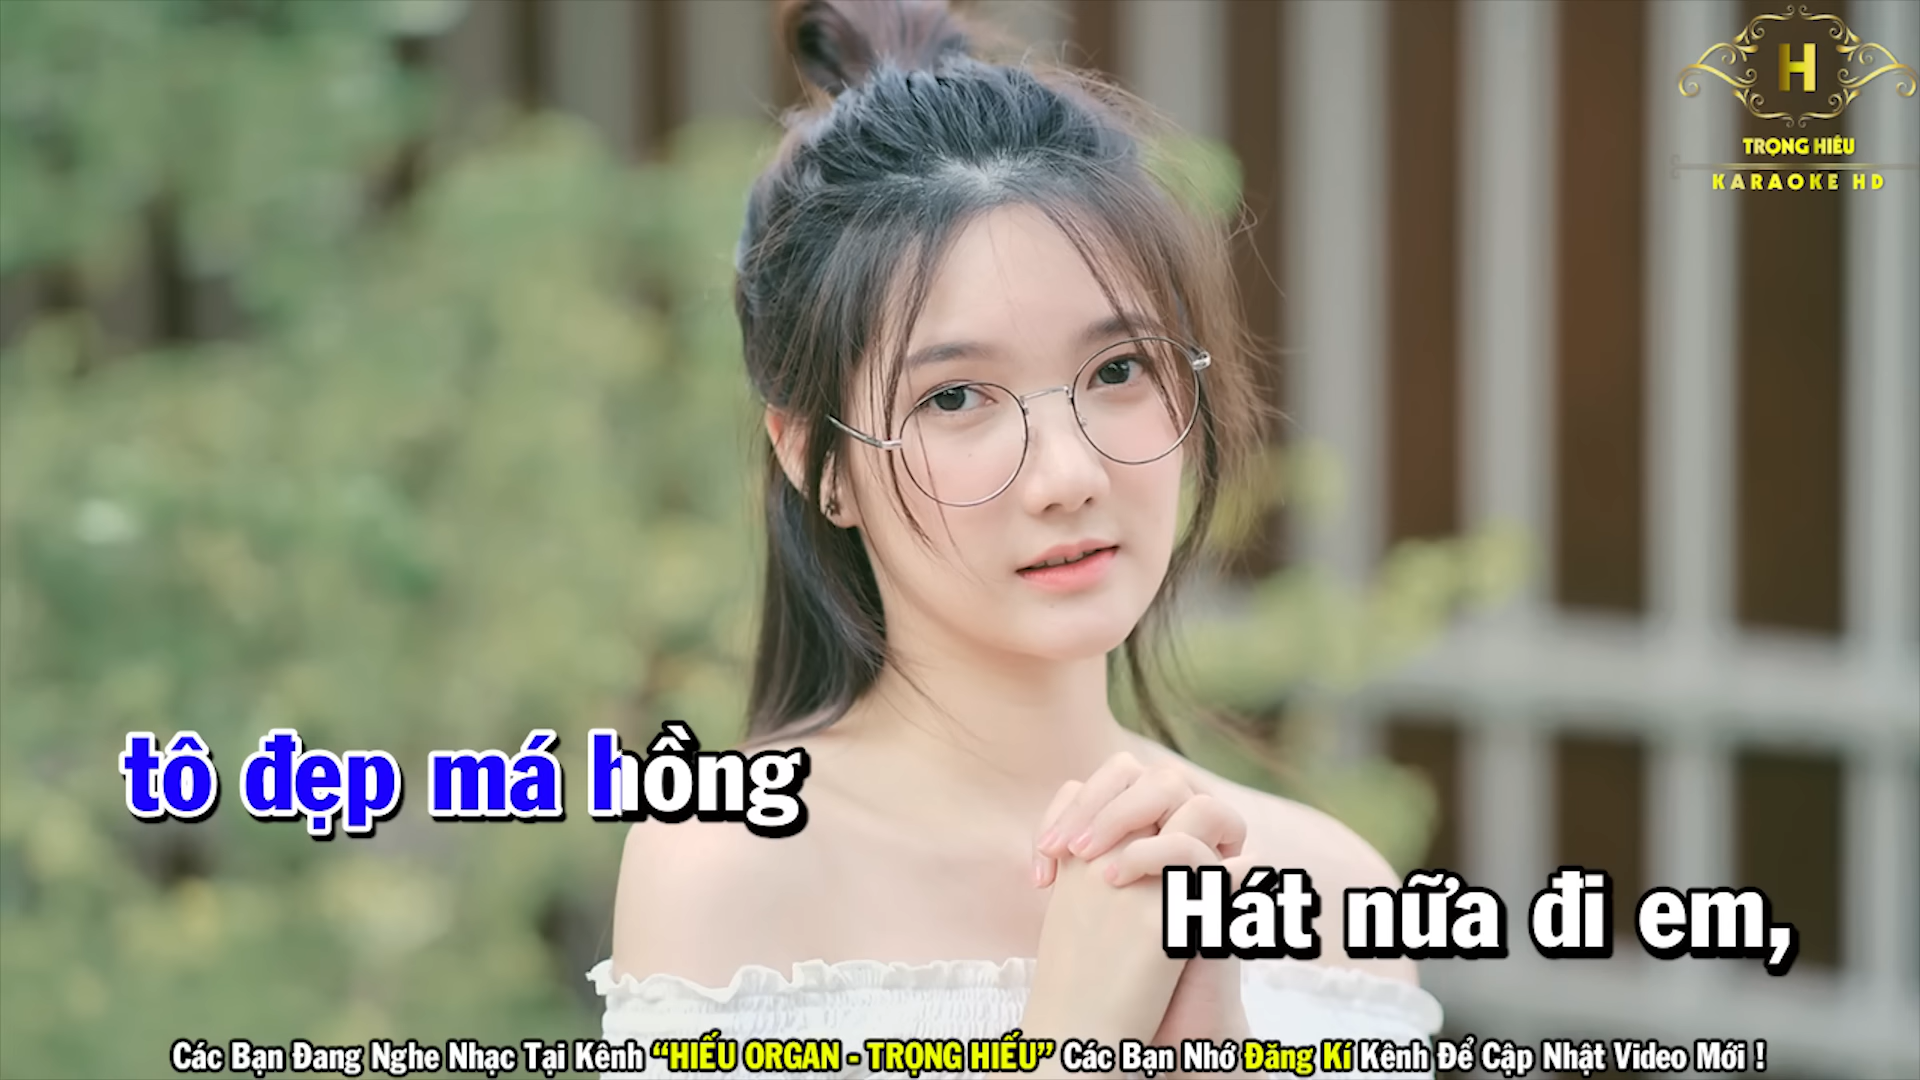 H
TRỌNG HIẾU
KARAOKE HD
tô đẹp má hồng
Hát nữa đi em,
Các Bạn Đang Nghe Nhạc Tại Kênh “HIẾU ORGAN - TRỌNG HIẾU” Các Bạn Nhớ Đăng Kí Kênh Để Cập Nhật Video Mới !